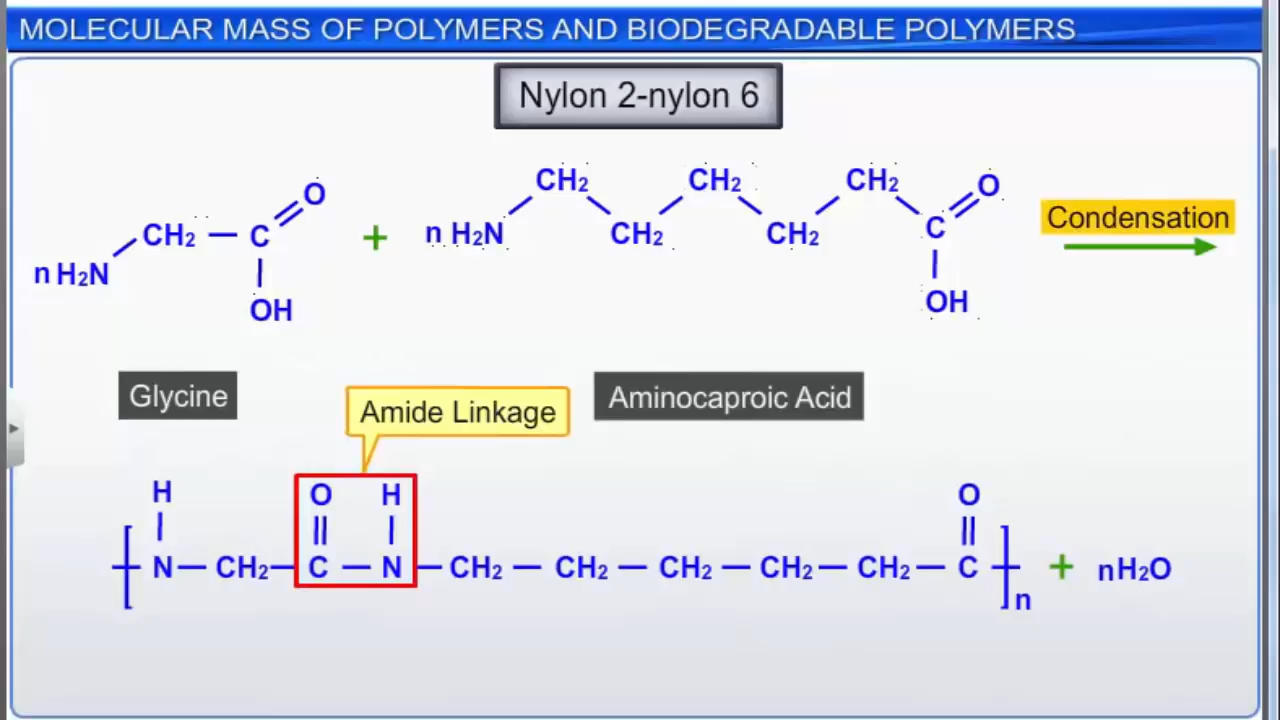 MOLECULAR MASS OF POLYMERS AND BIODEGRADABLE POLYMERS
Nylon 2-nylon 6
n H₂N CH₂ C O OH + n H₂N CH₂ CH₂ CH₂ CH₂ CH₂ C O OH
Condensation
Glycine
Amide Linkage
Aminocaproic Acid
H O H O
[ N — CH₂ — C — N — CH₂ — CH₂ — CH₂ — CH₂ — CH₂ — C ]n + nH₂O